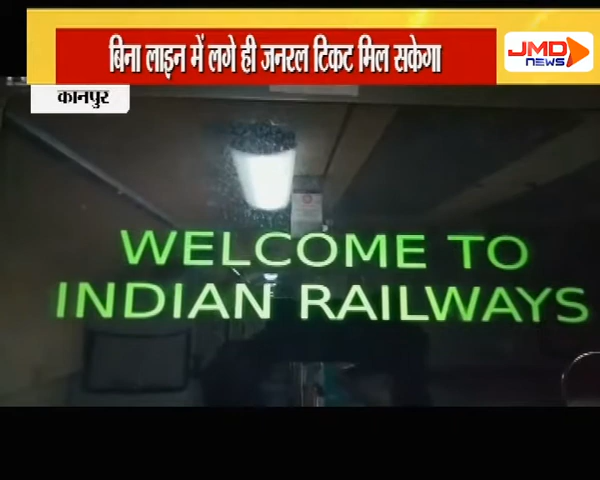 बिना लाइन में लगे ही जनरल टिकट मिल सकेगा
JMD
NEWS
कानपुर
WELCOME TO
INDIAN RAILWAYS